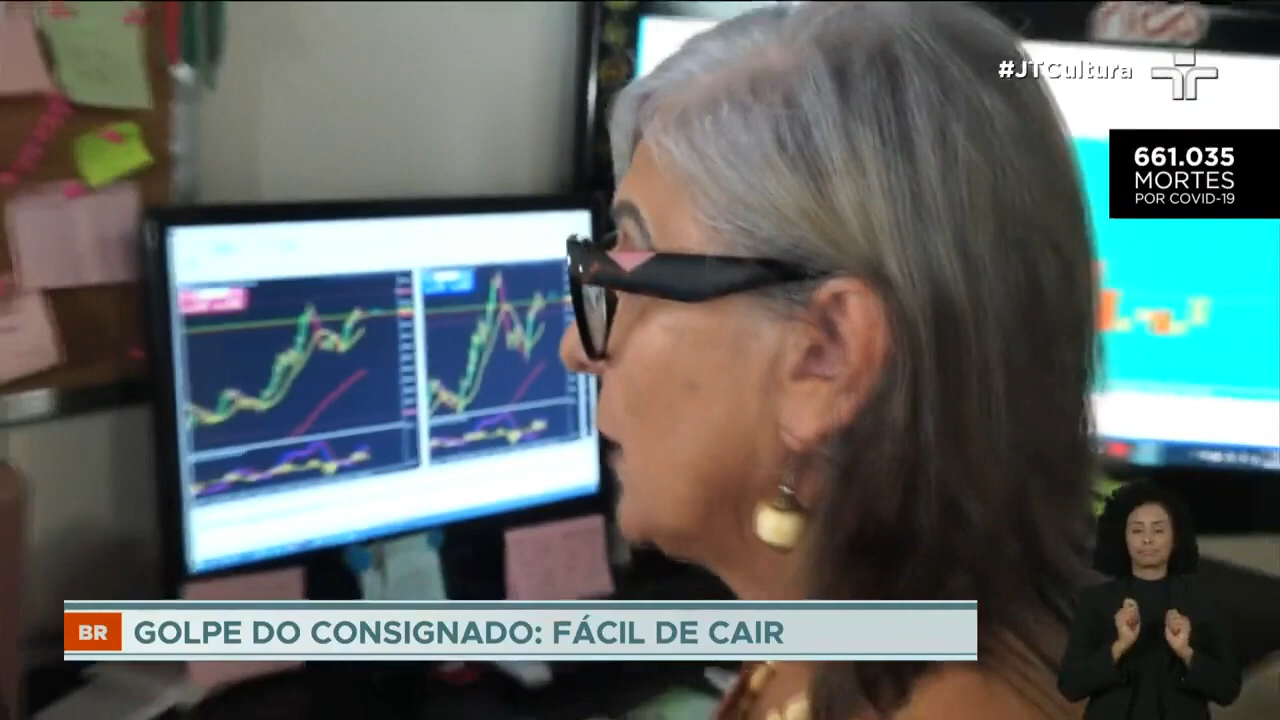 #JTCultura
661.035
MORTES
POR COVID-19
BR GOLPE DO CONSIGNADO: FÁCIL DE CAIR